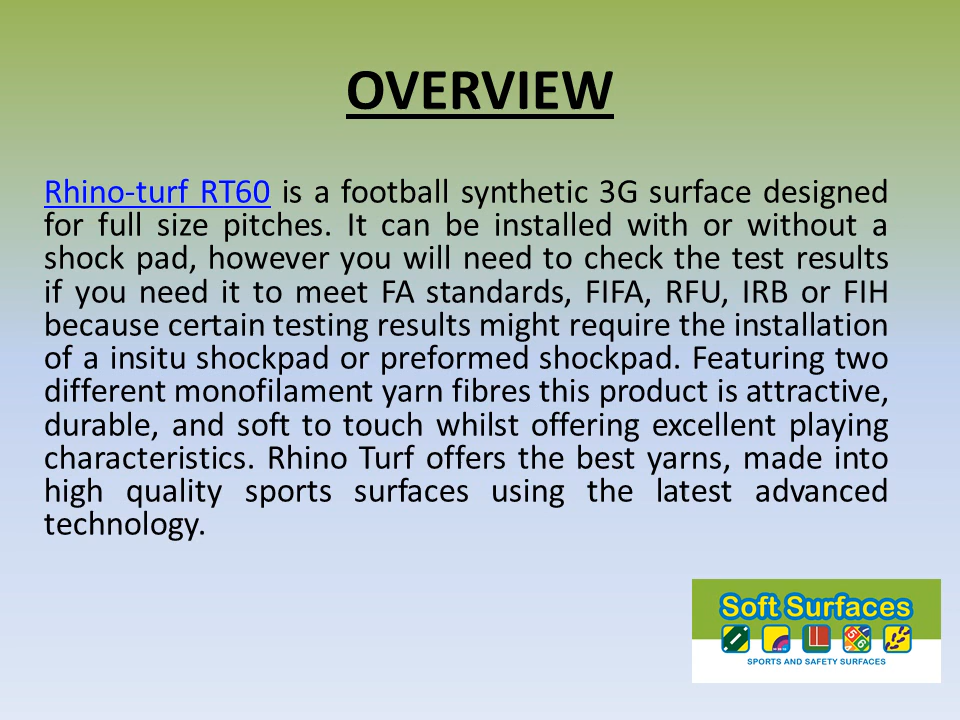 OVERVIEW
Rhino-turf RT60 is a football synthetic 3G surface designed
for full size pitches. It can be installed with or without a
shock pad, however you will need to check the test results
if you need it to meet FA standards, FIFA, RFU, IRB or FIH
because certain testing results might require the installation
of a insitu shockpad or preformed shockpad. Featuring two
different monofilament yarn fibres this product is attractive,
durable, and soft to touch whilst offering excellent playing
characteristics. Rhino Turf offers the best yarns, made into
high quality sports surfaces using the latest advanced
technology.
Soft Surfaces
SPORTS AND SAFETY SURFACES